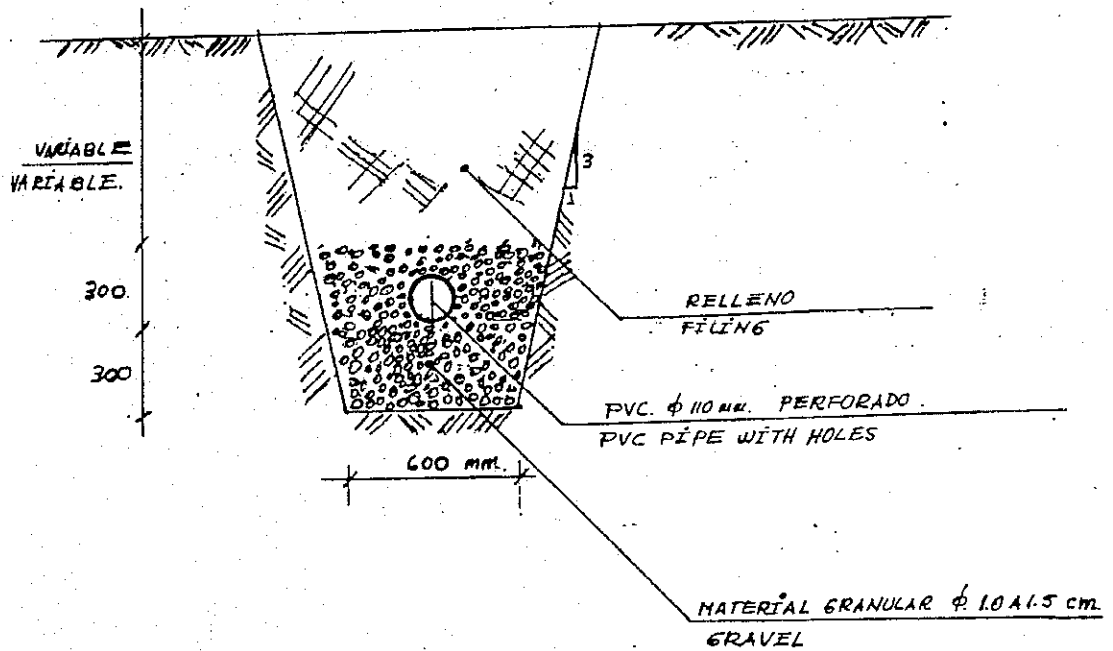 VARIABLE
VARIABLE.
3
1
300.
300
RELLENO
FILING
PVC. ϕ 110 mm. PERFORADO.
PVC PIPE WITH HOLES
600 mm.
MATERIAL GRANULAR ϕ 1.0 A 1.5 cm
GRAVEL